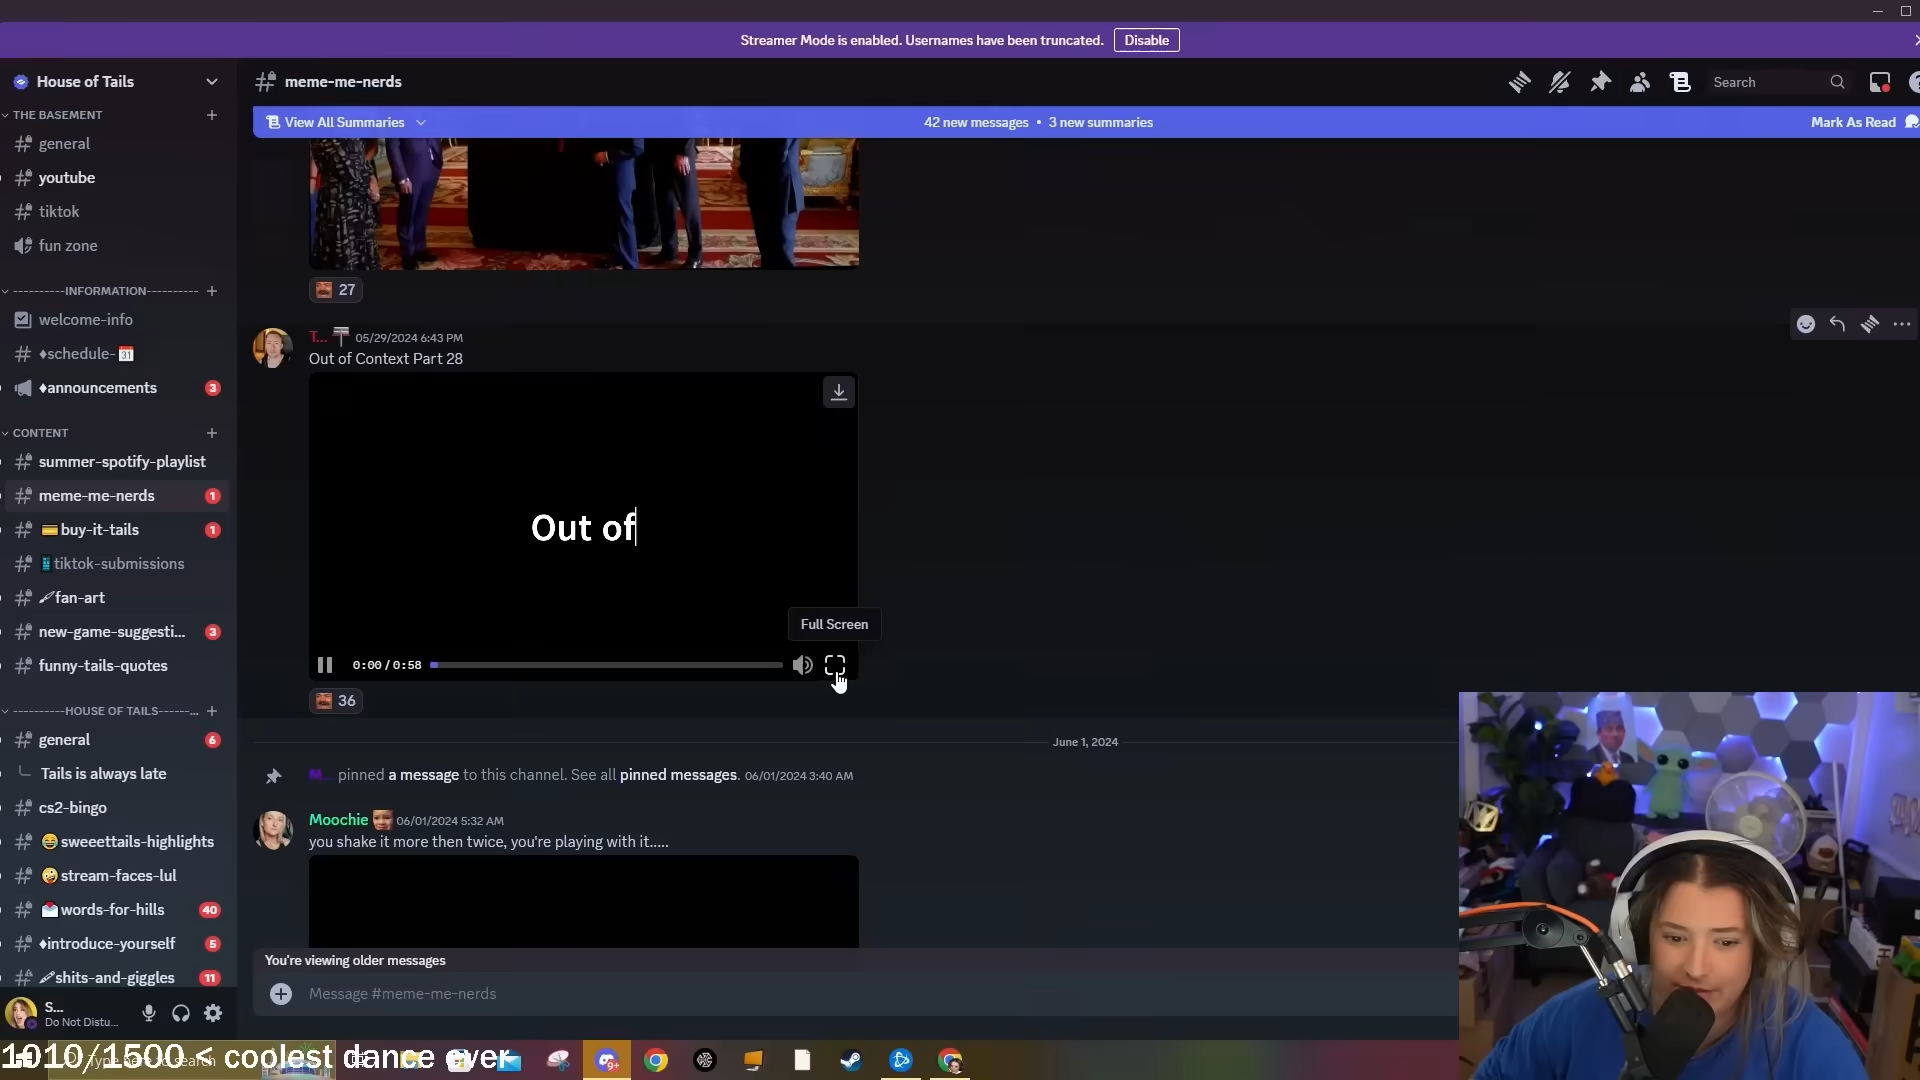 Streamer Mode is enabled. Usernames have been truncated.
Disable
House of Tails
THE BASEMENT
general
youtube
tiktok
fun zone
----------INFORMATION----------
welcome-info
♦schedule-📅
31
♦announcements
3
CONTENT
summer-spotify-playlist
meme-me-nerds
1
💳buy-it-tails
1
📱tiktok-submissions
🖌fan-art
new-game-suggesti...
3
funny-tails-quotes
----------HOUSE OF TAILS------...
general
6
Tails is always late
cs2-bingo
😂sweeettails-highlights
🤪stream-faces-lul
💌words-for-hills
40
♦introduce-yourself
5
🖍shits-and-giggles
11
S...
Do Not Distu...
meme-me-nerds
Search
View All Summaries
42 new messages • 3 new summaries
Mark As Read
27
T... 05/29/2024 6:43 PM
Out of Context Part 28
Out of
Full Screen
0:00 / 0:58
36
June 1, 2024
M... pinned a message to this channel. See all pinned messages. 06/01/2024 3:40 AM
Moochie 06/01/2024 5:32 AM
you shake it more then twice, you're playing with it.....
You're viewing older messages
Message #meme-me-nerds
1010/1500 < coolest dance ever
Type here to search
9+